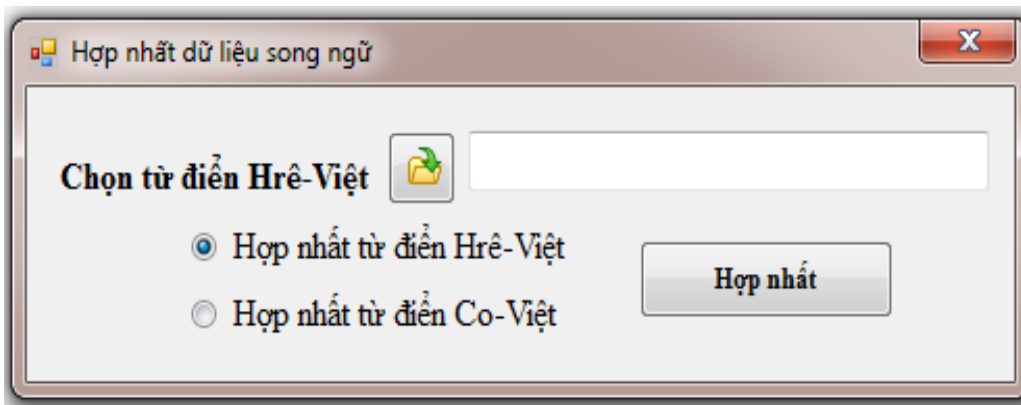 Hợp nhất dữ liệu song ngữ
Chọn từ điển Hrê-Việt
Hợp nhất từ điển Hrê-Việt
Hợp nhất
Hợp nhất từ điển Co-Việt